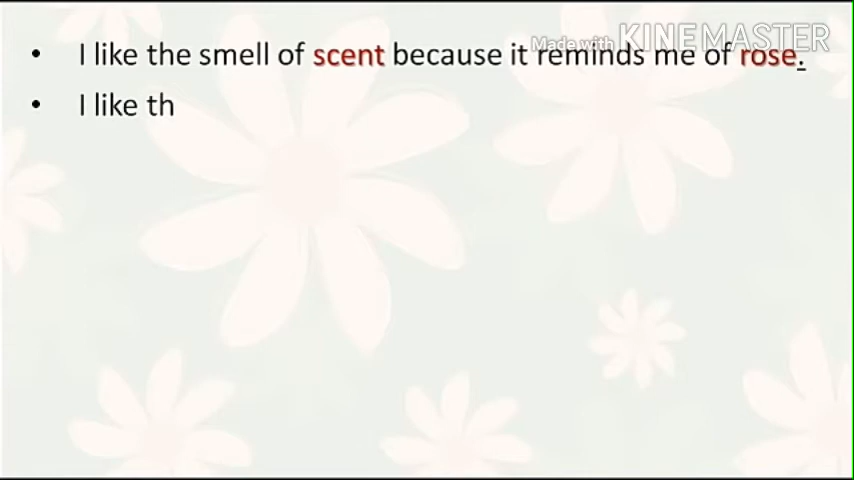 Made with KINEMASTER
• I like the smell of scent because it reminds me of rose.
• I like th